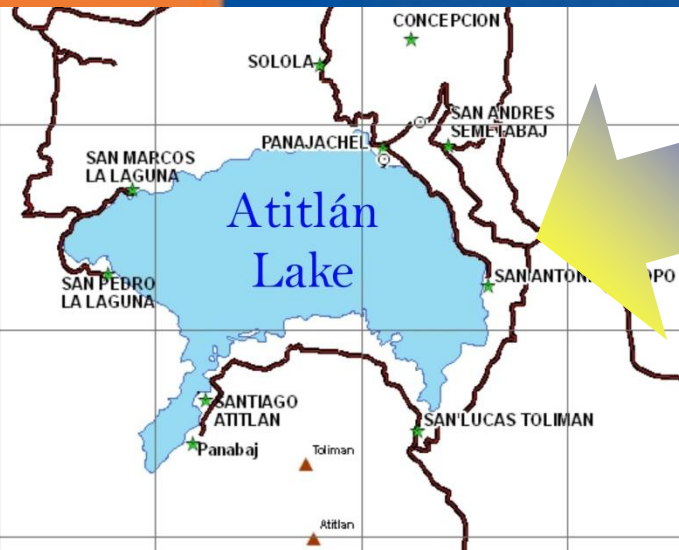 CONCEPCION
SOLOLA
SAN ANDRES
SEMETABAJ
PANAJACHEL
SAN MARCOS
LA LAGUNA
Atitlán
Lake
SAN PEDRO
LA LAGUNA
SANTIAGO
ATITLAN
SAN'LUCAS TOLIMAN
Panabaj
Toliman
Atitlan